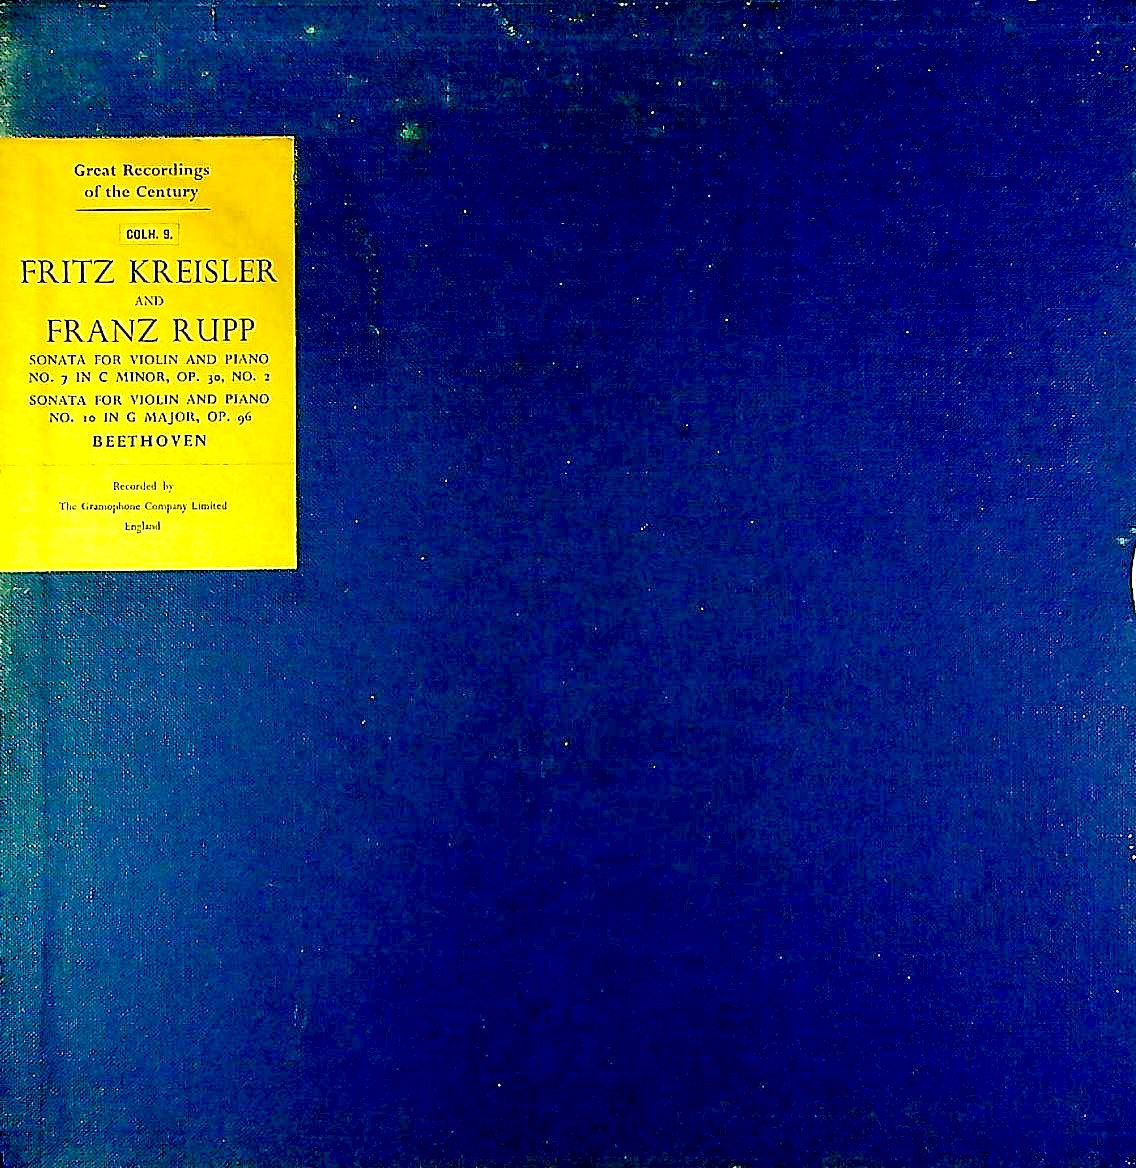 Great Recordings
of the Century
COLH. 9.
FRITZ KREISLER
AND
FRANZ RUPP
SONATA FOR VIOLIN AND PIANO
NO. 7 IN C MINOR, OP. 30, NO. 2
SONATA FOR VIOLIN AND PIANO
NO. 10 IN G MAJOR, OP. 96
BEETHOVEN
Recorded by
The Gramophone Company Limited
England